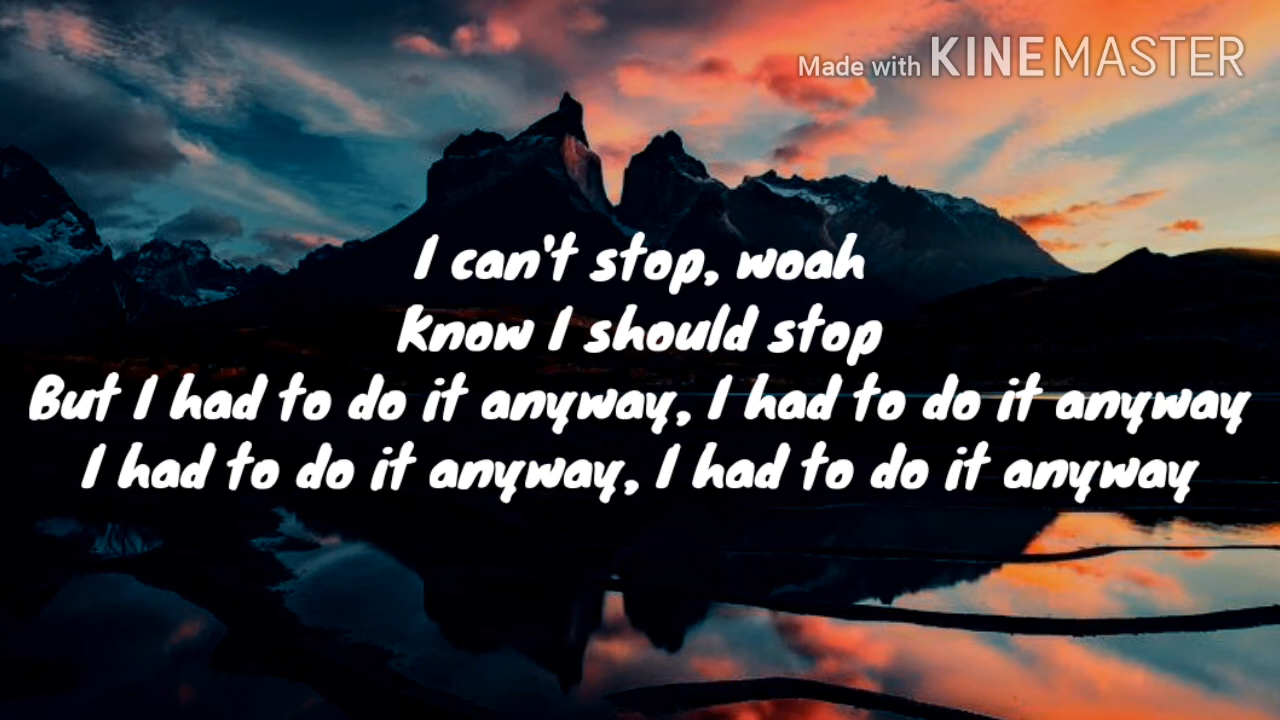 Made with KINEMASTER
I can't stop, woah
Know I should stop
But I had to do it anyway, I had to do it anyway
I had to do it anyway, I had to do it anyway